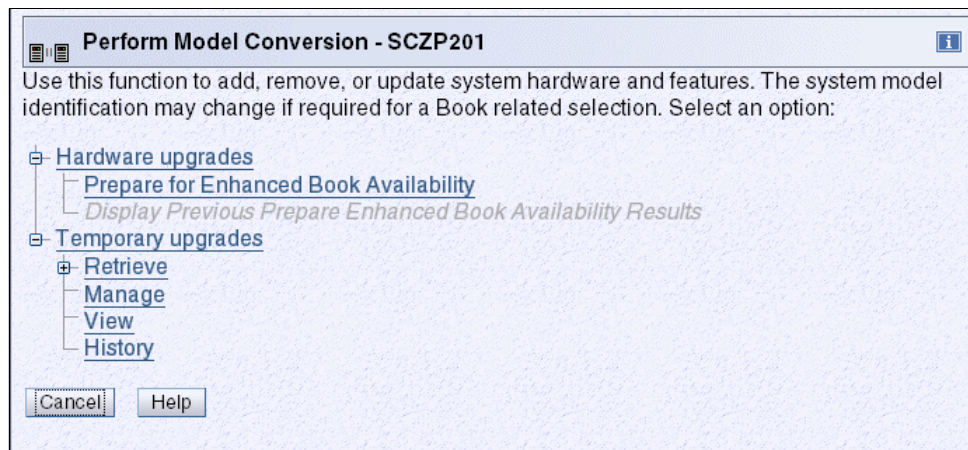 Perform Model Conversion - SCZP201
i
Use this function to add, remove, or update system hardware and features. The system model
identification may change if required for a Book related selection. Select an option:
Hardware upgrades
Prepare for Enhanced Book Availability
Display Previous Prepare Enhanced Book Availability Results
Temporary upgrades
Retrieve
Manage
View
History
Cancel Help